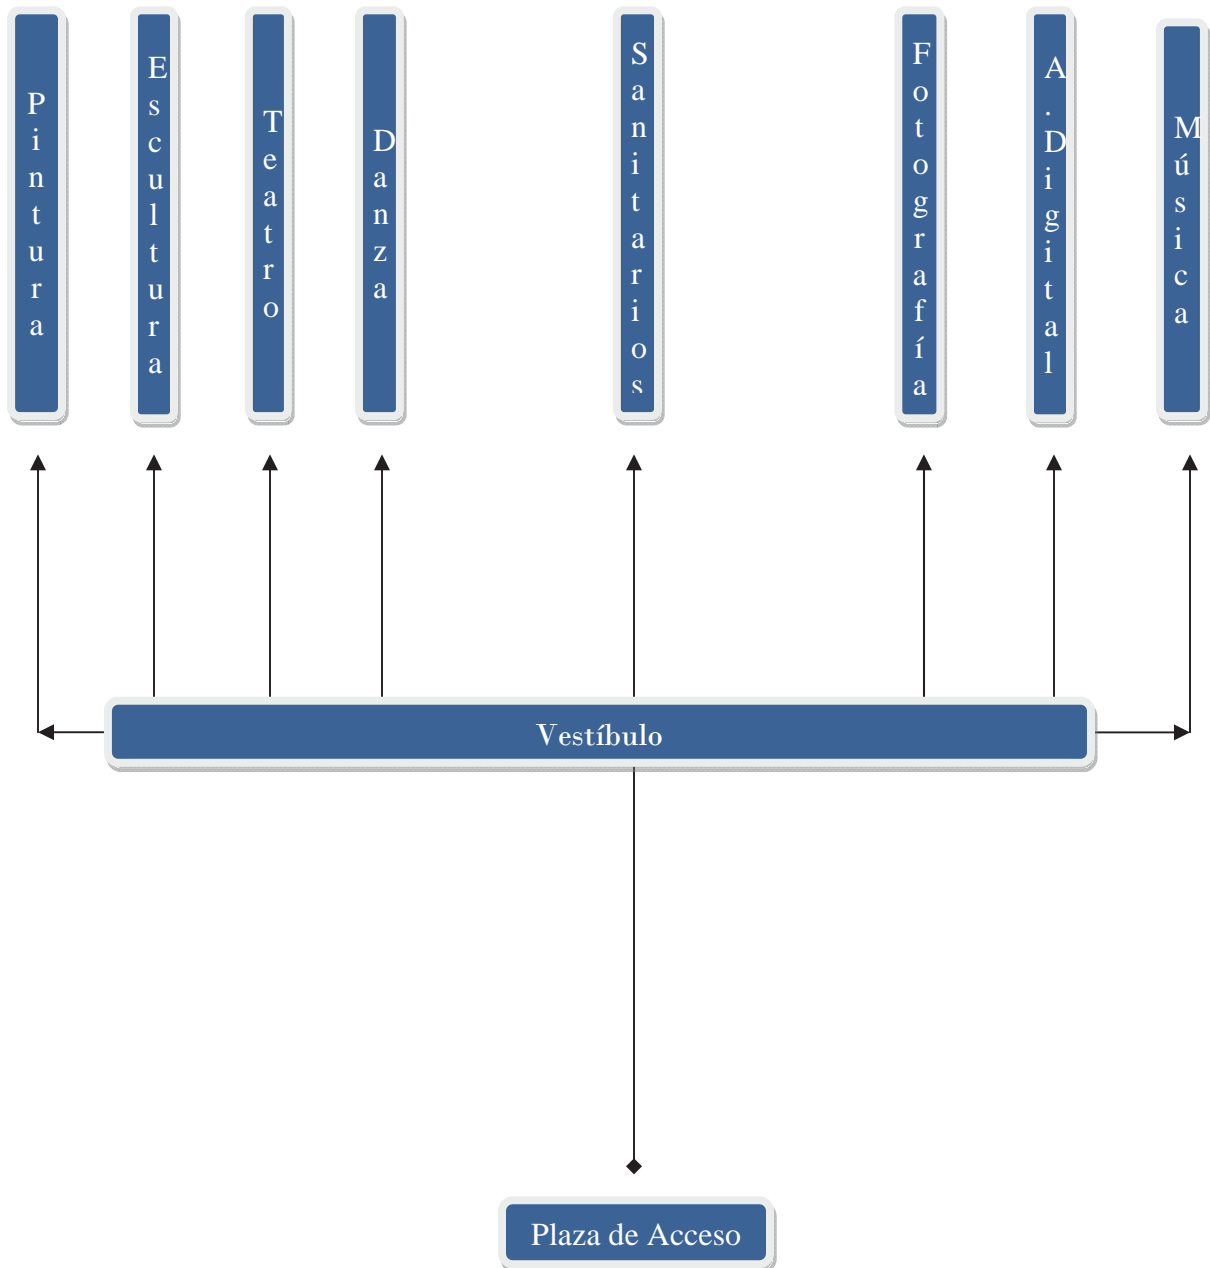 Pintura
Escultura
Teatro
Danza
Sanitarios
Fotografía
A.Digital
Música
Vestíbulo
Plaza de Acceso